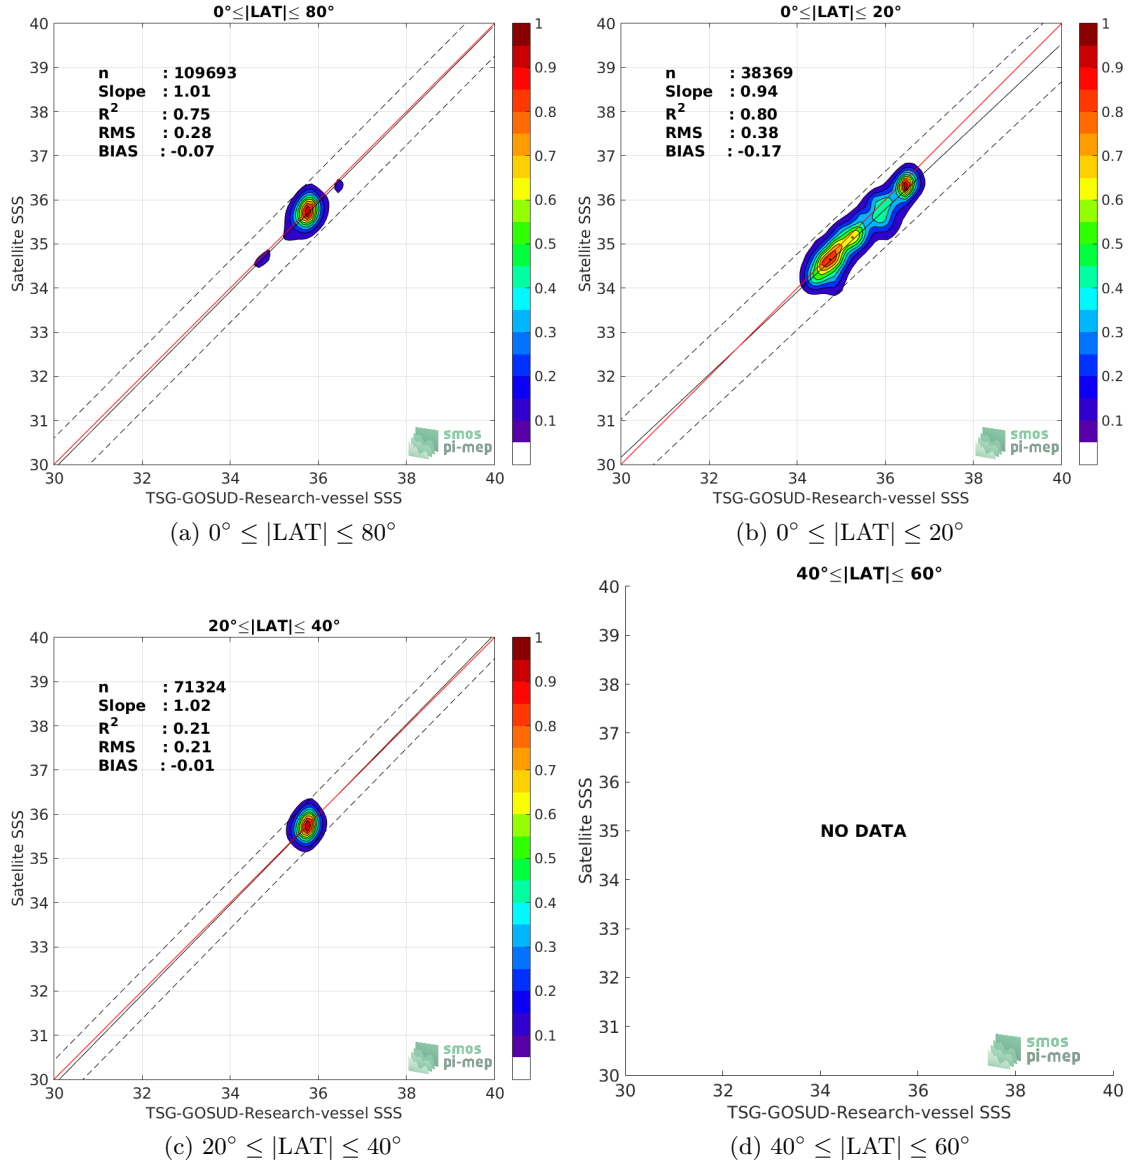 0°≤|LAT|≤ 80°
n : 109693
Slope : 1.01
R² : 0.75
RMS : 0.28
BIAS : -0.07
40
39
38
37
36
35
34
33
32
31
30
30 32 34 36 38 40
1
0.9
0.8
0.7
0.6
0.5
0.4
0.3
0.2
0.1
Satellite SSS
TSG-GOSUD-Research-vessel SSS
smos
pi-mep
(a) 0° ≤ |LAT| ≤ 80°
0°≤|LAT|≤ 20°
n : 38369
Slope : 0.94
R² : 0.80
RMS : 0.38
BIAS : -0.17
40
39
38
37
36
35
34
33
32
31
30
30 32 34 36 38 40
1
0.9
0.8
0.7
0.6
0.5
0.4
0.3
0.2
0.1
Satellite SSS
TSG-GOSUD-Research-vessel SSS
smos
pi-mep
(b) 0° ≤ |LAT| ≤ 20°
20°≤|LAT|≤ 40°
n : 71324
Slope : 1.02
R² : 0.21
RMS : 0.21
BIAS : -0.01
40
39
38
37
36
35
34
33
32
31
30
30 32 34 36 38 40
1
0.9
0.8
0.7
0.6
0.5
0.4
0.3
0.2
0.1
Satellite SSS
TSG-GOSUD-Research-vessel SSS
smos
pi-mep
(c) 20° ≤ |LAT| ≤ 40°
40°≤|LAT|≤ 60°
40
39
38
37
36
35
34
33
32
31
30
30 32 34 36 38 40
NO DATA
Satellite SSS
TSG-GOSUD-Research-vessel SSS
smos
pi-mep
(d) 40° ≤ |LAT| ≤ 60°